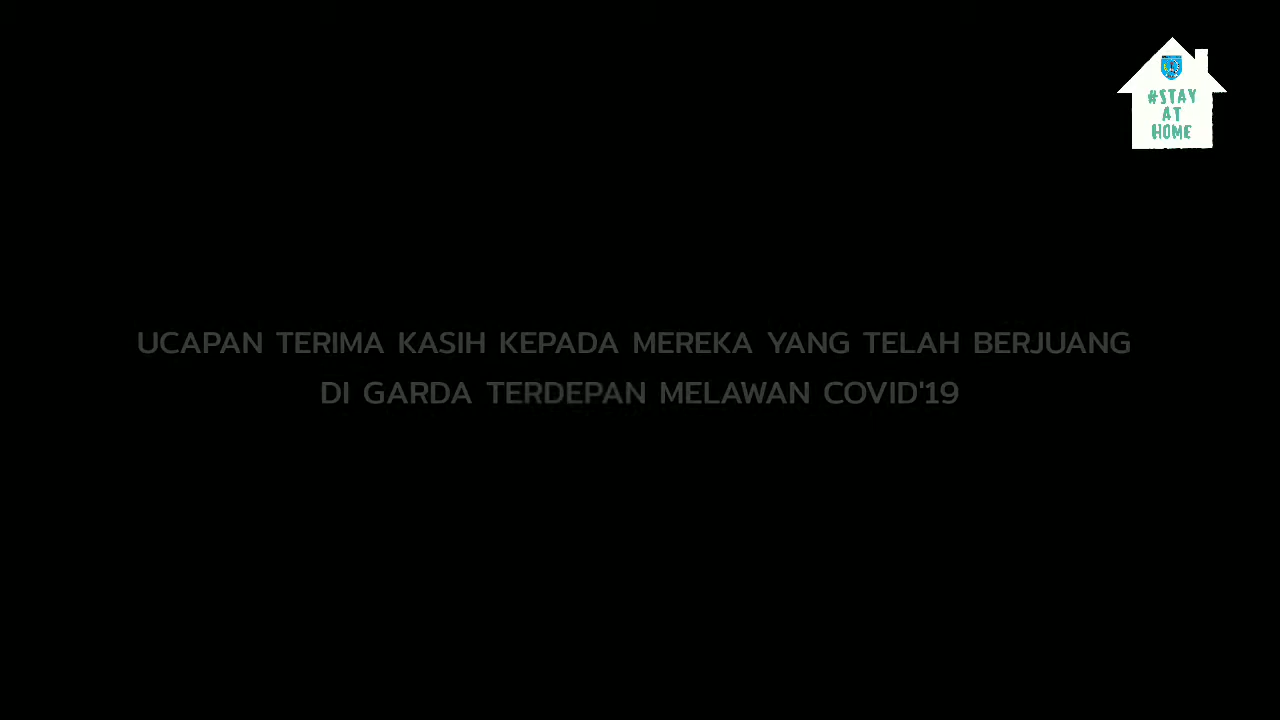 #STAY
AT
HOME
UCAPAN TERIMA KASIH KEPADA MEREKA YANG TELAH BERJUANG
DI GARDA TERDEPAN MELAWAN COVID'19